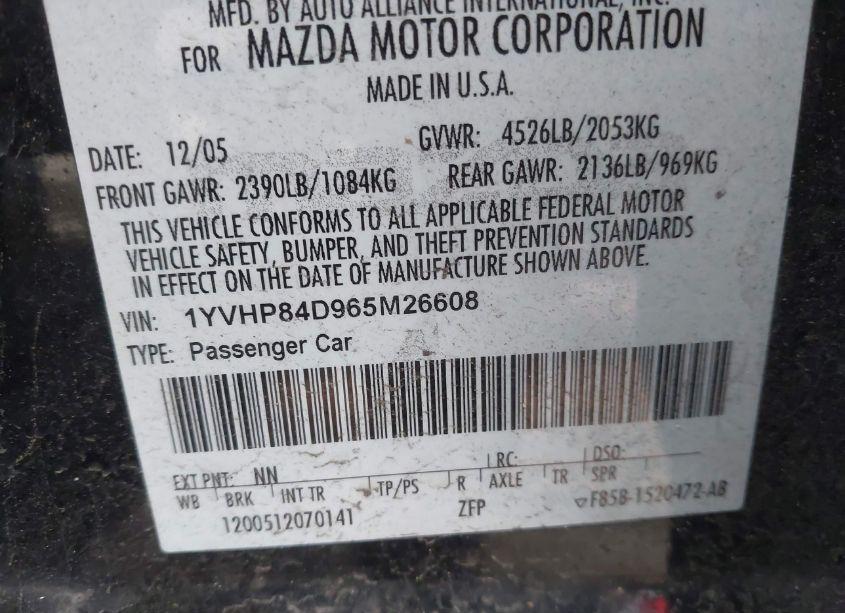 MFD. BY AUTO ALLIANCE INTERNATIONAL, INC.
FOR MAZDA MOTOR CORPORATION
MADE IN U.S.A.
DATE: 12/05 GVWR: 4526LB/2053KG
FRONT GAWR: 2390LB/1084KG REAR GAWR: 2136LB/969KG
THIS VEHICLE CONFORMS TO ALL APPLICABLE FEDERAL MOTOR
VEHICLE SAFETY, BUMPER, AND THEFT PREVENTION STANDARDS
IN EFFECT ON THE DATE OF MANUFACTURE SHOWN ABOVE.
VIN: 1YVHP84D965M26608
TYPE: Passenger Car
EXT PNT: NN RC: DSO:
WB BRK INT TR TP/PS R AXLE TR SPR
1200512070141 ZFP F85B-1520472-AB